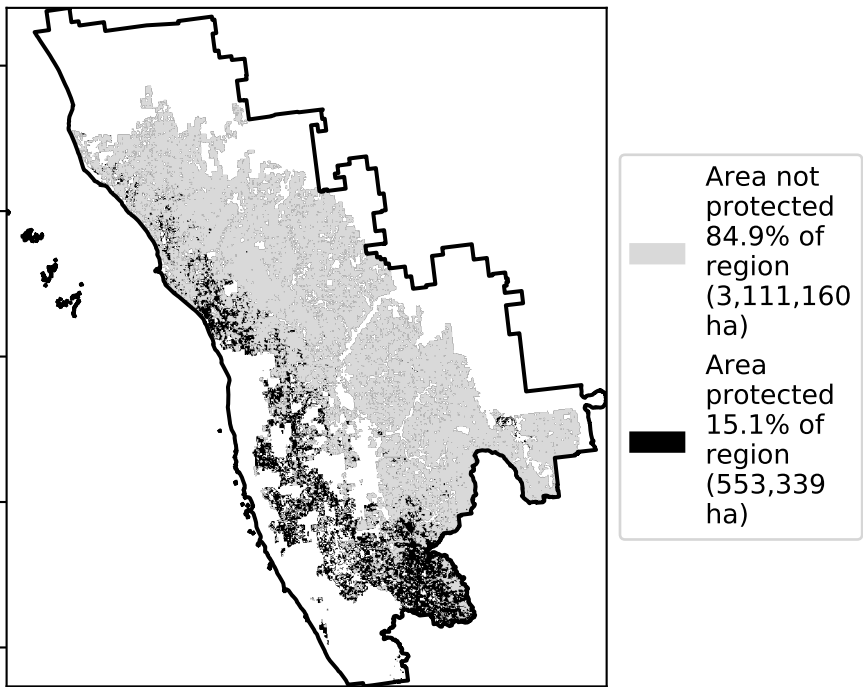 Area not
protected
84.9% of
region
(3,111,160
ha)
Area
protected
15.1% of
region
(553,339
ha)